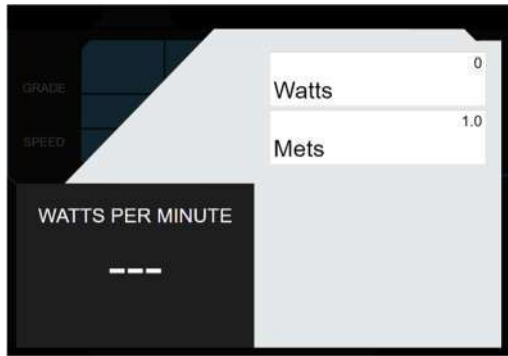 GRADE
SPEED
0
Watts
1.0
Mets
WATTS PER MINUTE
---